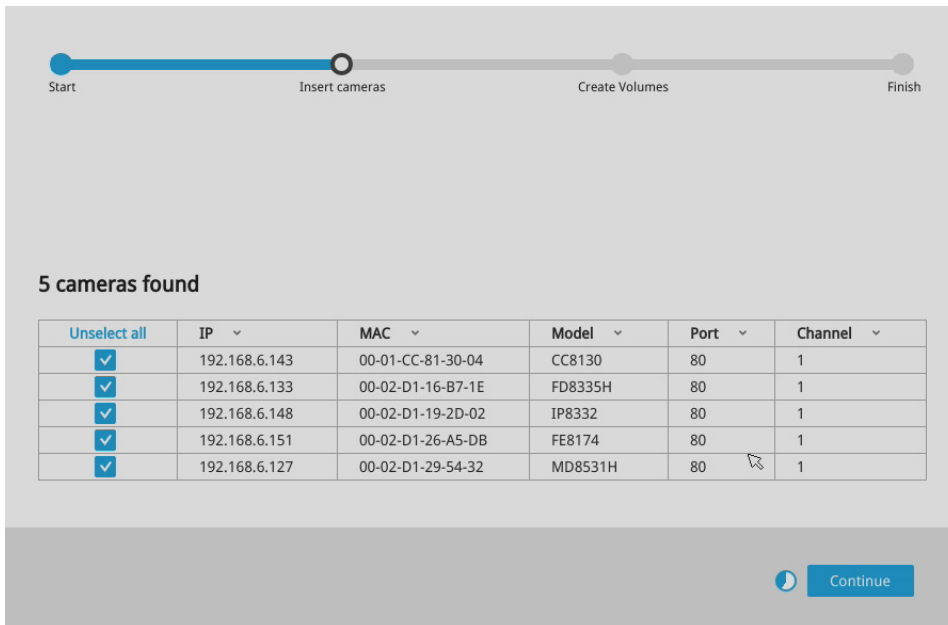 Start Insert cameras Create Volumes Finish
5 cameras found
Unselect all IP MAC Model Port Channel
192.168.6.143 00-01-CC-81-30-04 CC8130 80 1
192.168.6.133 00-02-D1-16-B7-1E FD8335H 80 1
192.168.6.148 00-02-D1-19-2D-02 IP8332 80 1
192.168.6.151 00-02-D1-26-A5-DB FE8174 80 1
192.168.6.127 00-02-D1-29-54-32 MD8531H 80 1
Continue